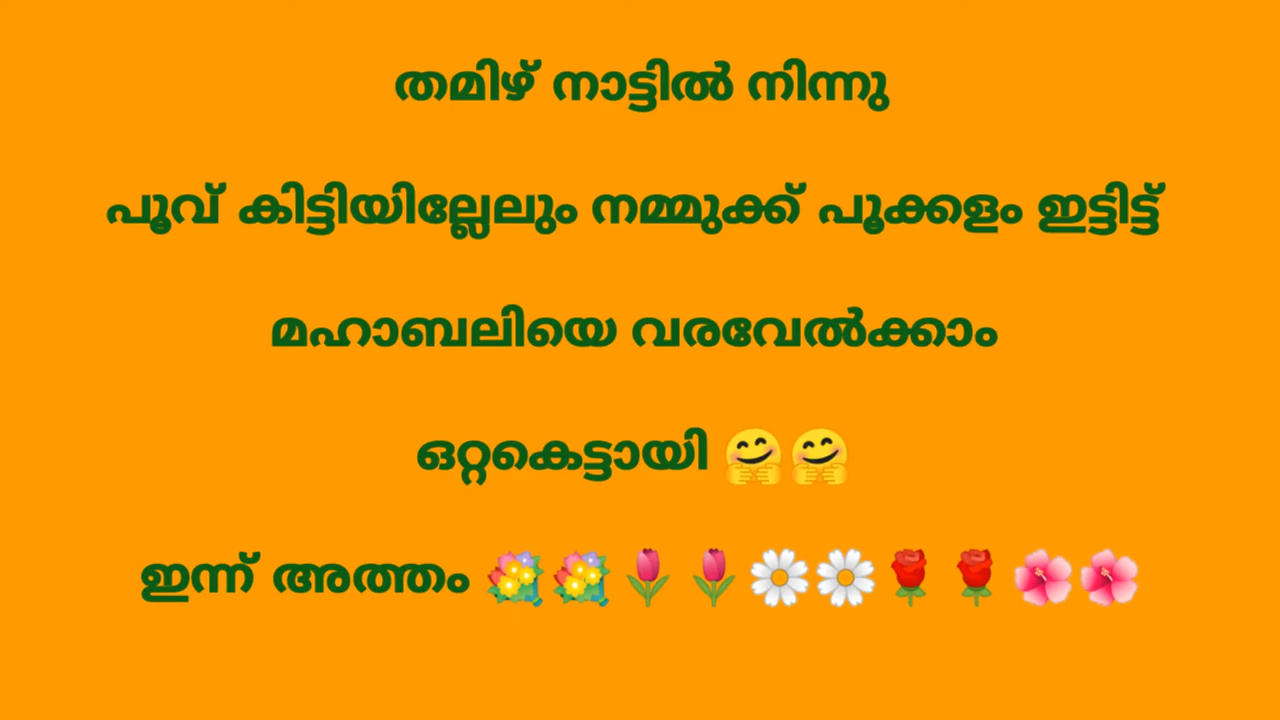 തമിഴ് നാട്ടിൽ നിന്നു
പൂവ് കിട്ടിയില്ലേലും നമ്മുക്ക് പൂക്കളം ഇട്ടിട്ട്
മഹാബലിയെ വരവേൽക്കാം
ഒറ്റകെട്ടായി 🤗🤗
ഇന്ന് അത്തം 💐💐🌷🌷🌼🌼🌹🌹🌺🌺